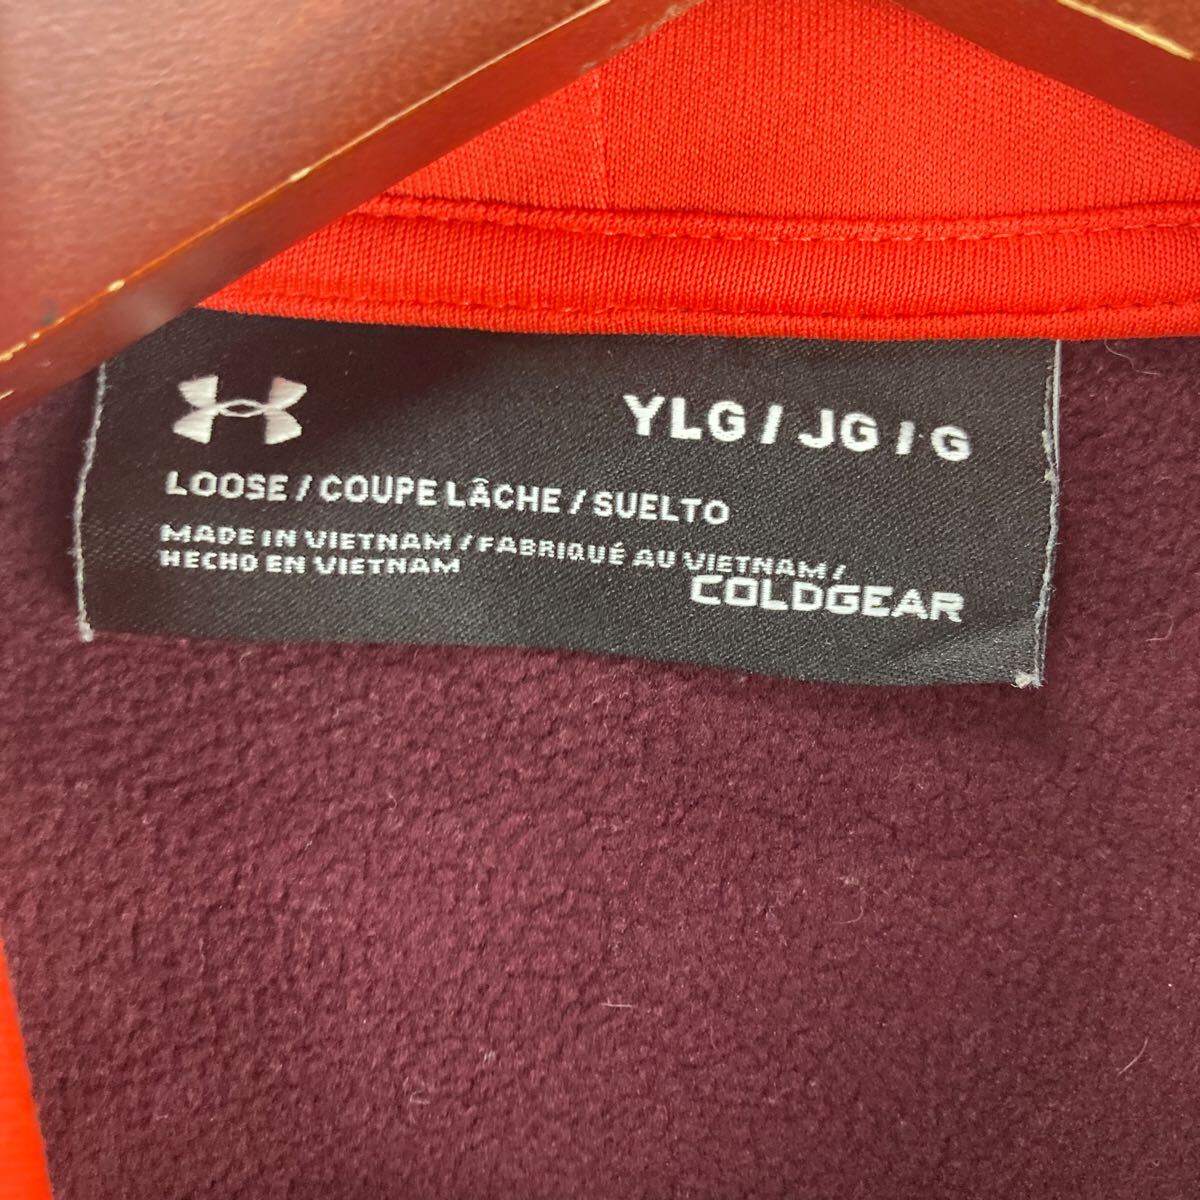 YLG / JG / G
LOOSE / COUPE LÂCHE / SUELTO
MADE IN VIETNAM / FABRIQUÉ AU VIETNAM /
HECHO EN VIETNAM
COLDGEAR